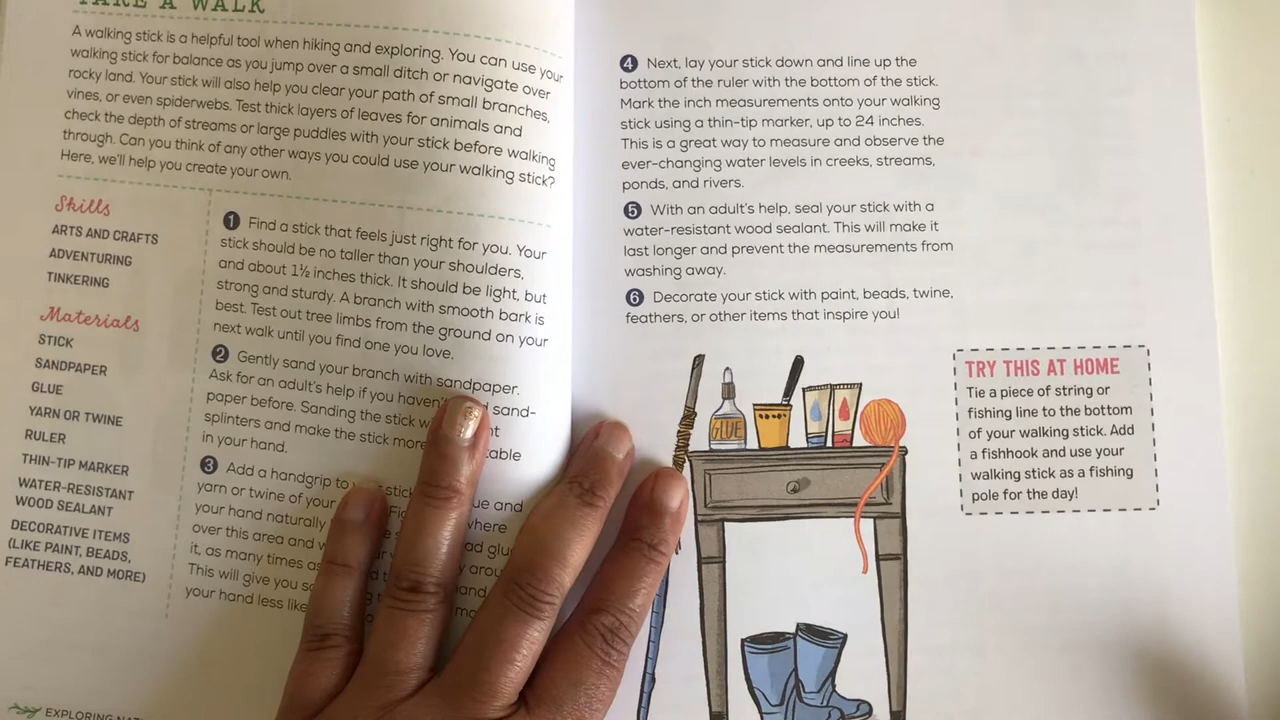 TAKE A WALK
A walking stick is a helpful tool when hiking and exploring. You can use your
walking stick for balance as you jump over a small ditch or navigate over
rocky land. Your stick will also help you clear your path of small branches,
vines, or even spiderwebs. Test thick layers of leaves for animals and
check the depth of streams or large puddles with your stick before walking
through. Can you think of any other ways you could use your walking stick?
Here, we'll help you create your own.
Skills
ARTS AND CRAFTS
ADVENTURING
TINKERING
Materials
STICK
SANDPAPER
GLUE
YARN OR TWINE
RULER
THIN-TIP MARKER
WATER-RESISTANT
WOOD SEALANT
DECORATIVE ITEMS
(LIKE PAINT, BEADS,
FEATHERS, AND MORE)
1 Find a stick that feels just right for you. Your
stick should be no taller than your shoulders,
and about 1½ inches thick. It should be light, but
strong and sturdy. A branch with smooth bark is
best. Test out tree limbs from the ground on your
next walk until you find one you love.
2 Gently sand your branch with sandpaper.
Ask for an adult's help if you haven't sand-
paper before. Sanding the stick
splinters and make the stick more
in your hand.
3 Add a handgrip to stick and
yarn or twine of your where
your hand naturally
over this area and glue
it, as many times as
This will give you
your hand less like
EXPLORING
4 Next, lay your stick down and line up the
bottom of the ruler with the bottom of the stick.
Mark the inch measurements onto your walking
stick using a thin-tip marker, up to 24 inches.
This is a great way to measure and observe the
ever-changing water levels in creeks, streams,
ponds, and rivers.
5 With an adult's help, seal your stick with a
water-resistant wood sealant. This will make it
last longer and prevent the measurements from
washing away.
6 Decorate your stick with paint, beads, twine,
feathers, or other items that inspire you!
GLUE
TRY THIS AT HOME
Tie a piece of string or
fishing line to the bottom
of your walking stick. Add
a fishhook and use your
walking stick as a fishing
pole for the day!